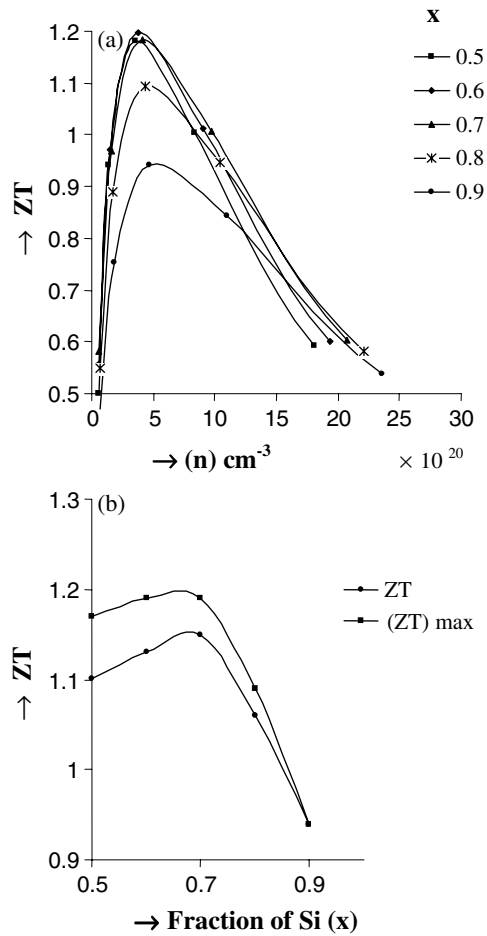 (a)
x
0.5
0.6
0.7
0.8
0.9
1.2
1.1
1
0.9
0.8
0.7
0.6
0.5
→ ZT
0 5 10 15 20 25 30
→ (n) cm⁻³
× 10²⁰
(b)
1.3
1.2
1.1
1
0.9
→ ZT
ZT
(ZT) max
0.5 0.7 0.9
→ Fraction of Si (x)